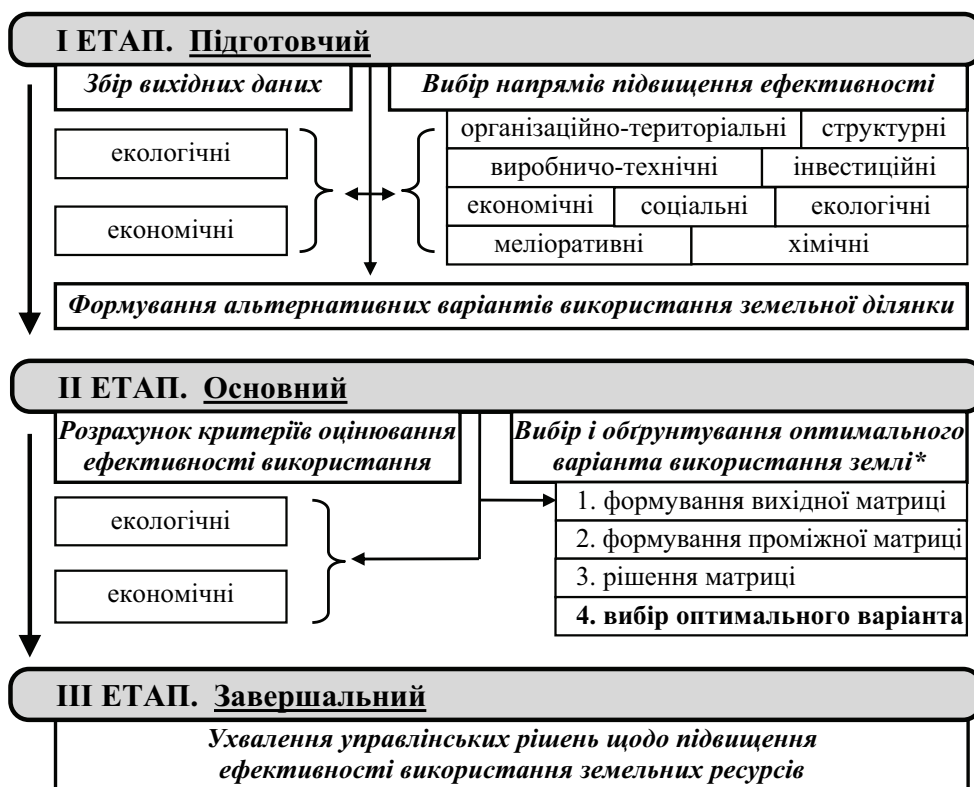 І ЕТАП. Підготовчий
Збір вихідних даних
Вибір напрямів підвищення ефективності
екологічні
економічні
організаційно-територіальні
структурні
виробничо-технічні
інвестиційні
економічні
соціальні
екологічні
меліоративні
хімічні
Формування альтернативних варіантів використання земельної ділянки
ІІ ЕТАП. Основний
Розрахунок критеріїв оцінювання
ефективності використання
Вибір і обґрунтування оптимального
варіанта використання землі*
екологічні
економічні
1. формування вихідної матриці
2. формування проміжної матриці
3. рішення матриці
4. вибір оптимального варіанта
ІІІ ЕТАП. Завершальний
Ухвалення управлінських рішень щодо підвищення
ефективності використання земельних ресурсів